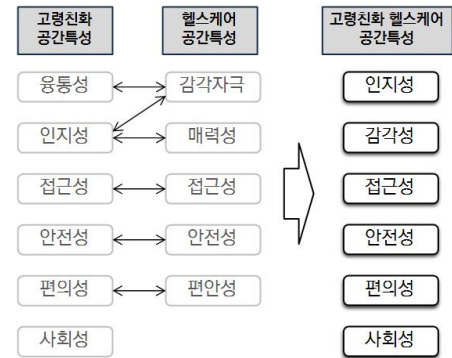 고령친화
공간특성
헬스케어
공간특성
고령친화 헬스케어
공간특성
융통성
감각자극
인지성
인지성
매력성
감각성
접근성
접근성
접근성
안전성
안전성
안전성
편의성
편안성
편의성
사회성
사회성